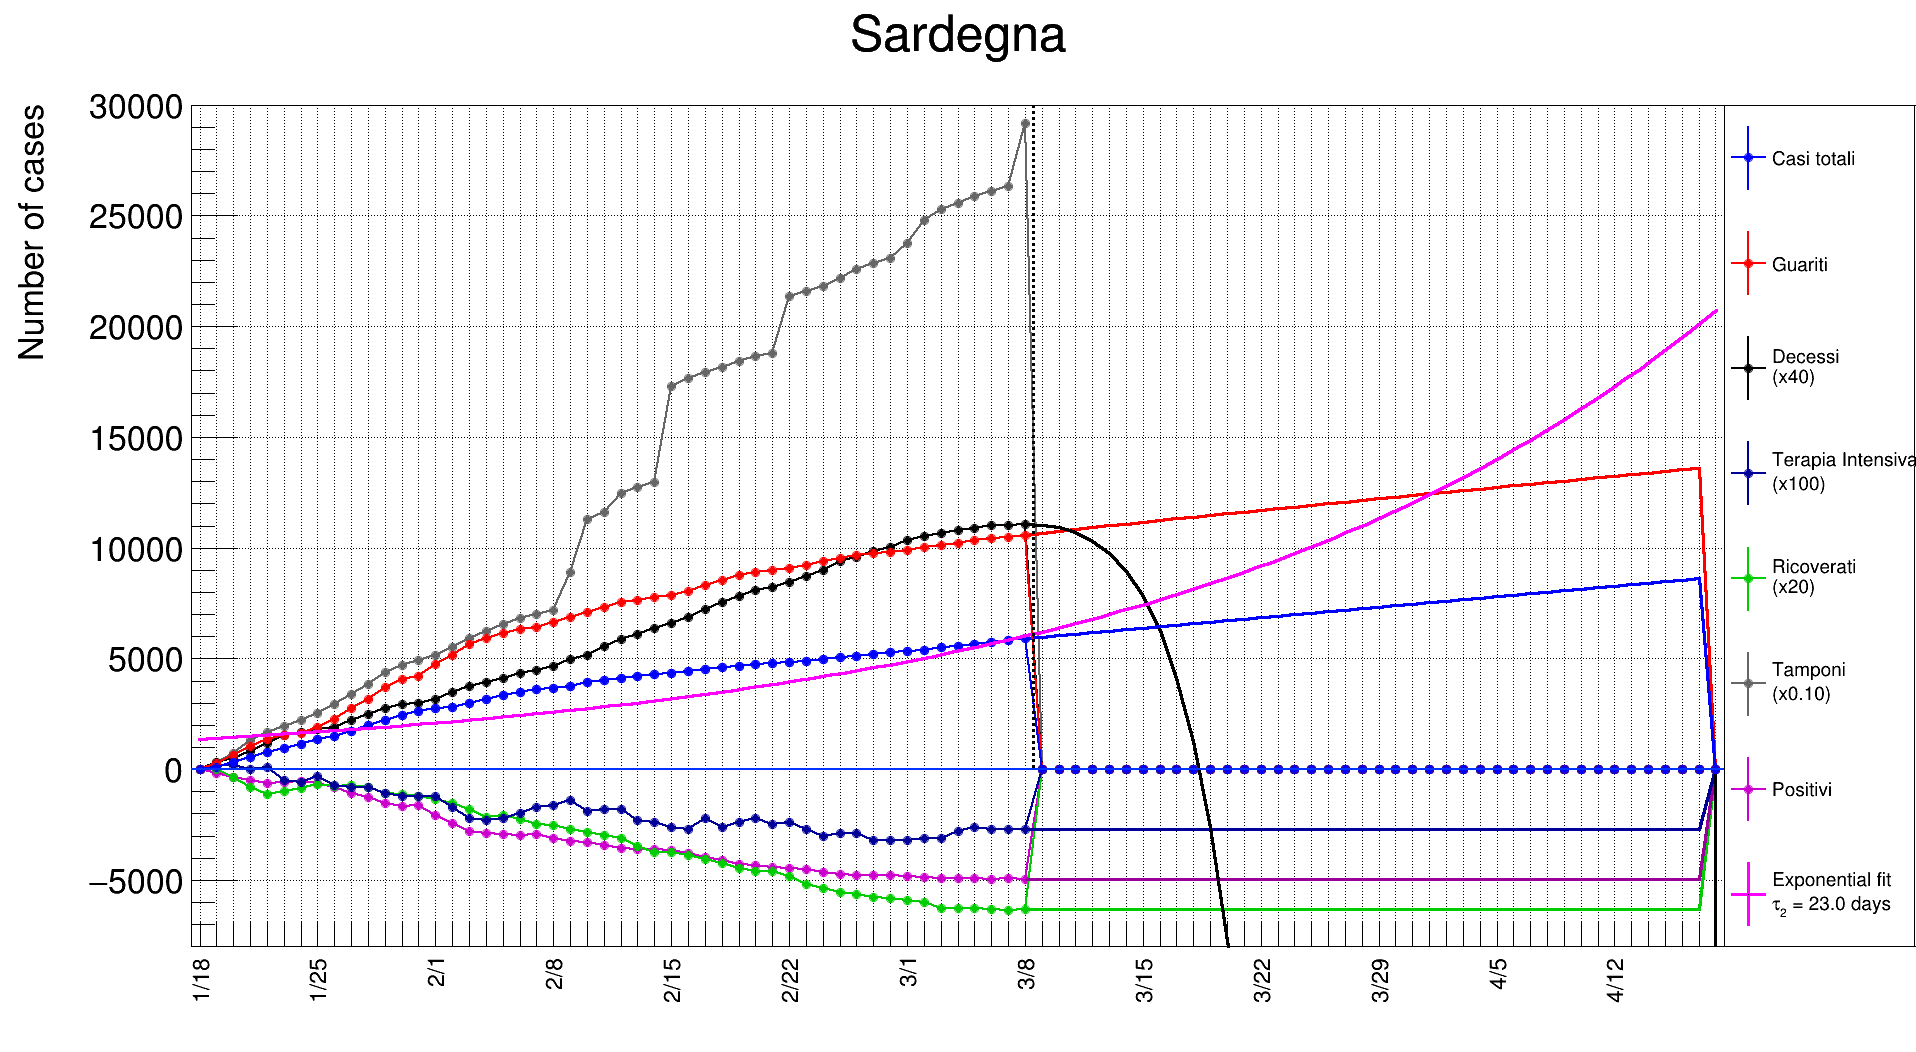 Sardegna
Number of cases
30000
25000
20000
15000
10000
5000
0
−5000
1/18
1/25
2/1
2/8
2/15
2/22
3/1
3/8
3/15
3/22
3/29
4/5
4/12
Casi totali
Guariti
Decessi
(x40)
Terapia Intensiva
(x100)
Ricoverati
(x20)
Tamponi
(x0.10)
Positivi
Exponential fit
τ2 = 23.0 days